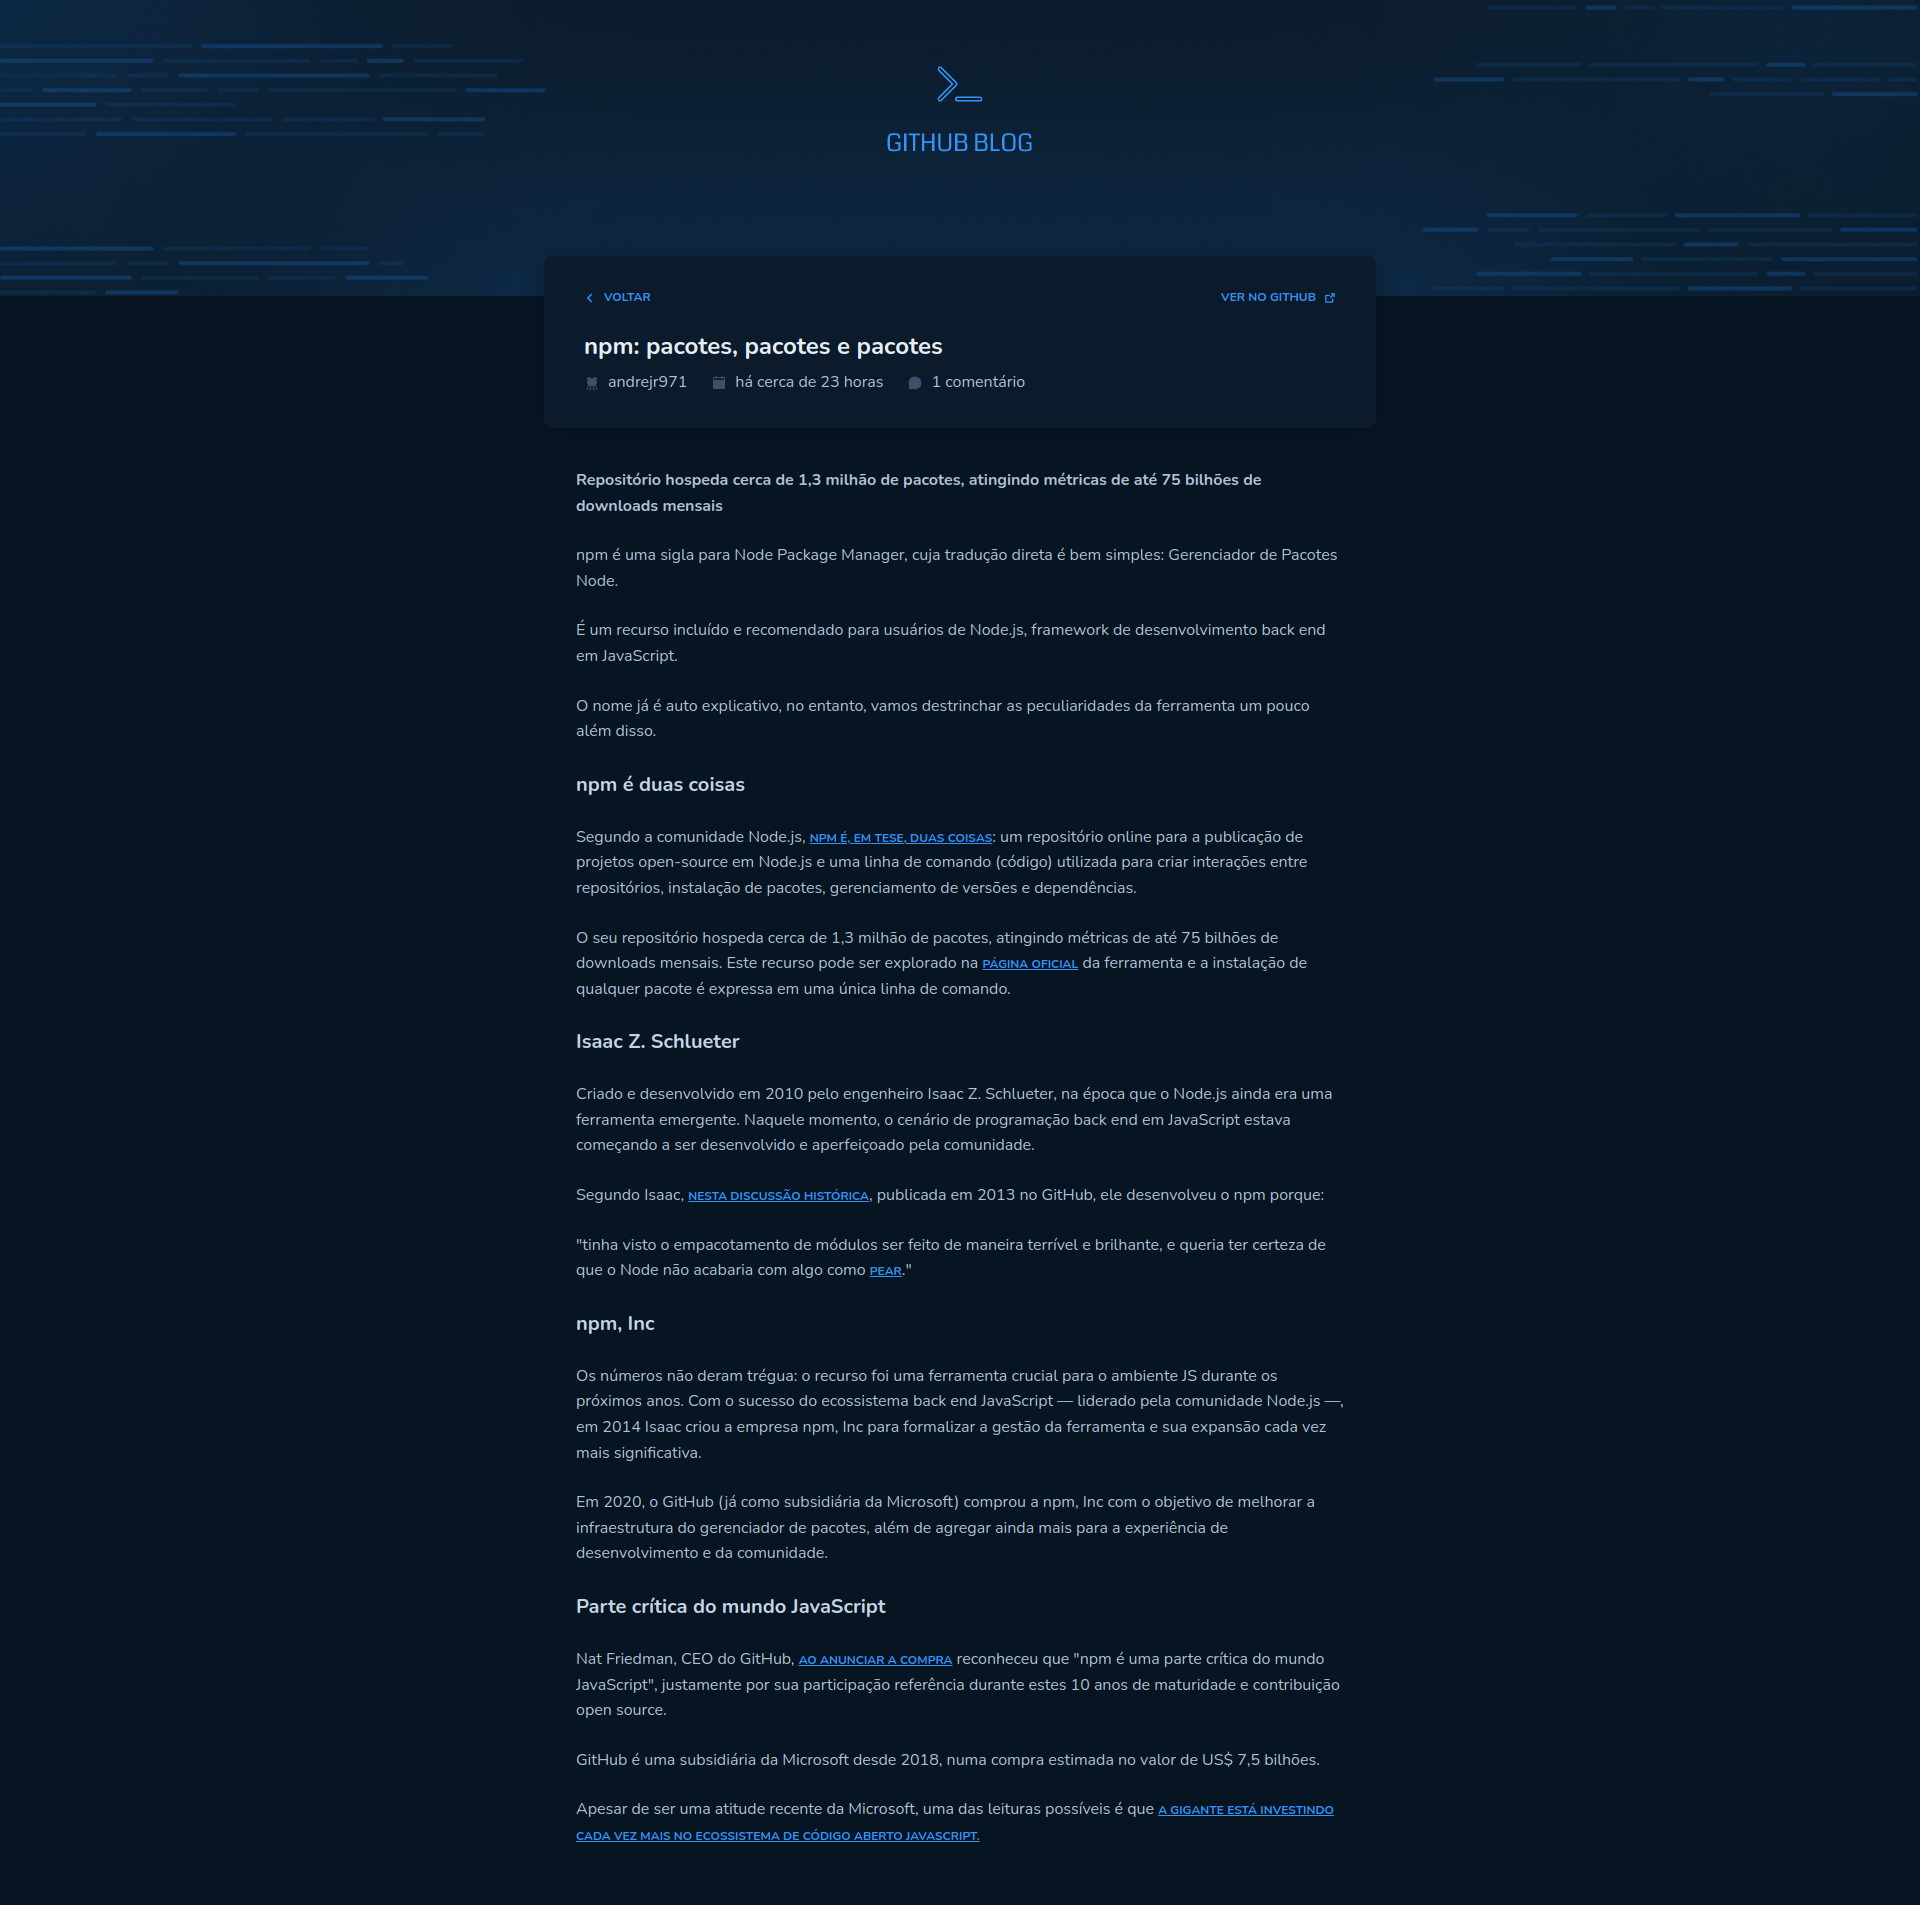 GITHUB BLOG
VOLTAR
VER NO GITHUB
npm: pacotes, pacotes e pacotes
andrejr971
há cerca de 23 horas
1 comentário
Repositório hospeda cerca de 1,3 milhão de pacotes, atingindo métricas de até 75 bilhões de
downloads mensais
npm é uma sigla para Node Package Manager, cuja tradução direta é bem simples: Gerenciador de Pacotes
Node.
É um recurso incluído e recomendado para usuários de Node.js, framework de desenvolvimento back end
em JavaScript.
O nome já é auto explicativo, no entanto, vamos destrinchar as peculiaridades da ferramenta um pouco
além disso.
npm é duas coisas
Segundo a comunidade Node.js, NPM É, EM TESE, DUAS COISAS: um repositório online para a publicação de
projetos open-source em Node.js e uma linha de comando (código) utilizada para criar interações entre
repositórios, instalação de pacotes, gerenciamento de versões e dependências.
O seu repositório hospeda cerca de 1,3 milhão de pacotes, atingindo métricas de até 75 bilhões de
downloads mensais. Este recurso pode ser explorado na PÁGINA OFICIAL da ferramenta e a instalação de
qualquer pacote é expressa em uma única linha de comando.
Isaac Z. Schlueter
Criado e desenvolvido em 2010 pelo engenheiro Isaac Z. Schlueter, na época que o Node.js ainda era uma
ferramenta emergente. Naquele momento, o cenário de programação back end em JavaScript estava
começando a ser desenvolvido e aperfeiçoado pela comunidade.
Segundo Isaac, NESTA DISCUSSÃO HISTÓRICA, publicada em 2013 no GitHub, ele desenvolveu o npm porque:
"tinha visto o empacotamento de módulos ser feito de maneira terrível e brilhante, e queria ter certeza de
que o Node não acabaria com algo como PEAR."
npm, Inc
Os números não deram trégua: o recurso foi uma ferramenta crucial para o ambiente JS durante os
próximos anos. Com o sucesso do ecossistema back end JavaScript — liderado pela comunidade Node.js —,
em 2014 Isaac criou a empresa npm, Inc para formalizar a gestão da ferramenta e sua expansão cada vez
mais significativa.
Em 2020, o GitHub (já como subsidiária da Microsoft) comprou a npm, Inc com o objetivo de melhorar a
infraestrutura do gerenciador de pacotes, além de agregar ainda mais para a experiência de
desenvolvimento e da comunidade.
Parte crítica do mundo JavaScript
Nat Friedman, CEO do GitHub, AO ANUNCIAR A COMPRA reconheceu que "npm é uma parte crítica do mundo
JavaScript", justamente por sua participação referência durante estes 10 anos de maturidade e contribuição
open source.
GitHub é uma subsidiária da Microsoft desde 2018, numa compra estimada no valor de US$ 7,5 bilhões.
Apesar de ser uma atitude recente da Microsoft, uma das leituras possíveis é que A GIGANTE ESTÁ INVESTINDO
CADA VEZ MAIS NO ECOSSISTEMA DE CÓDIGO ABERTO JAVASCRIPT.